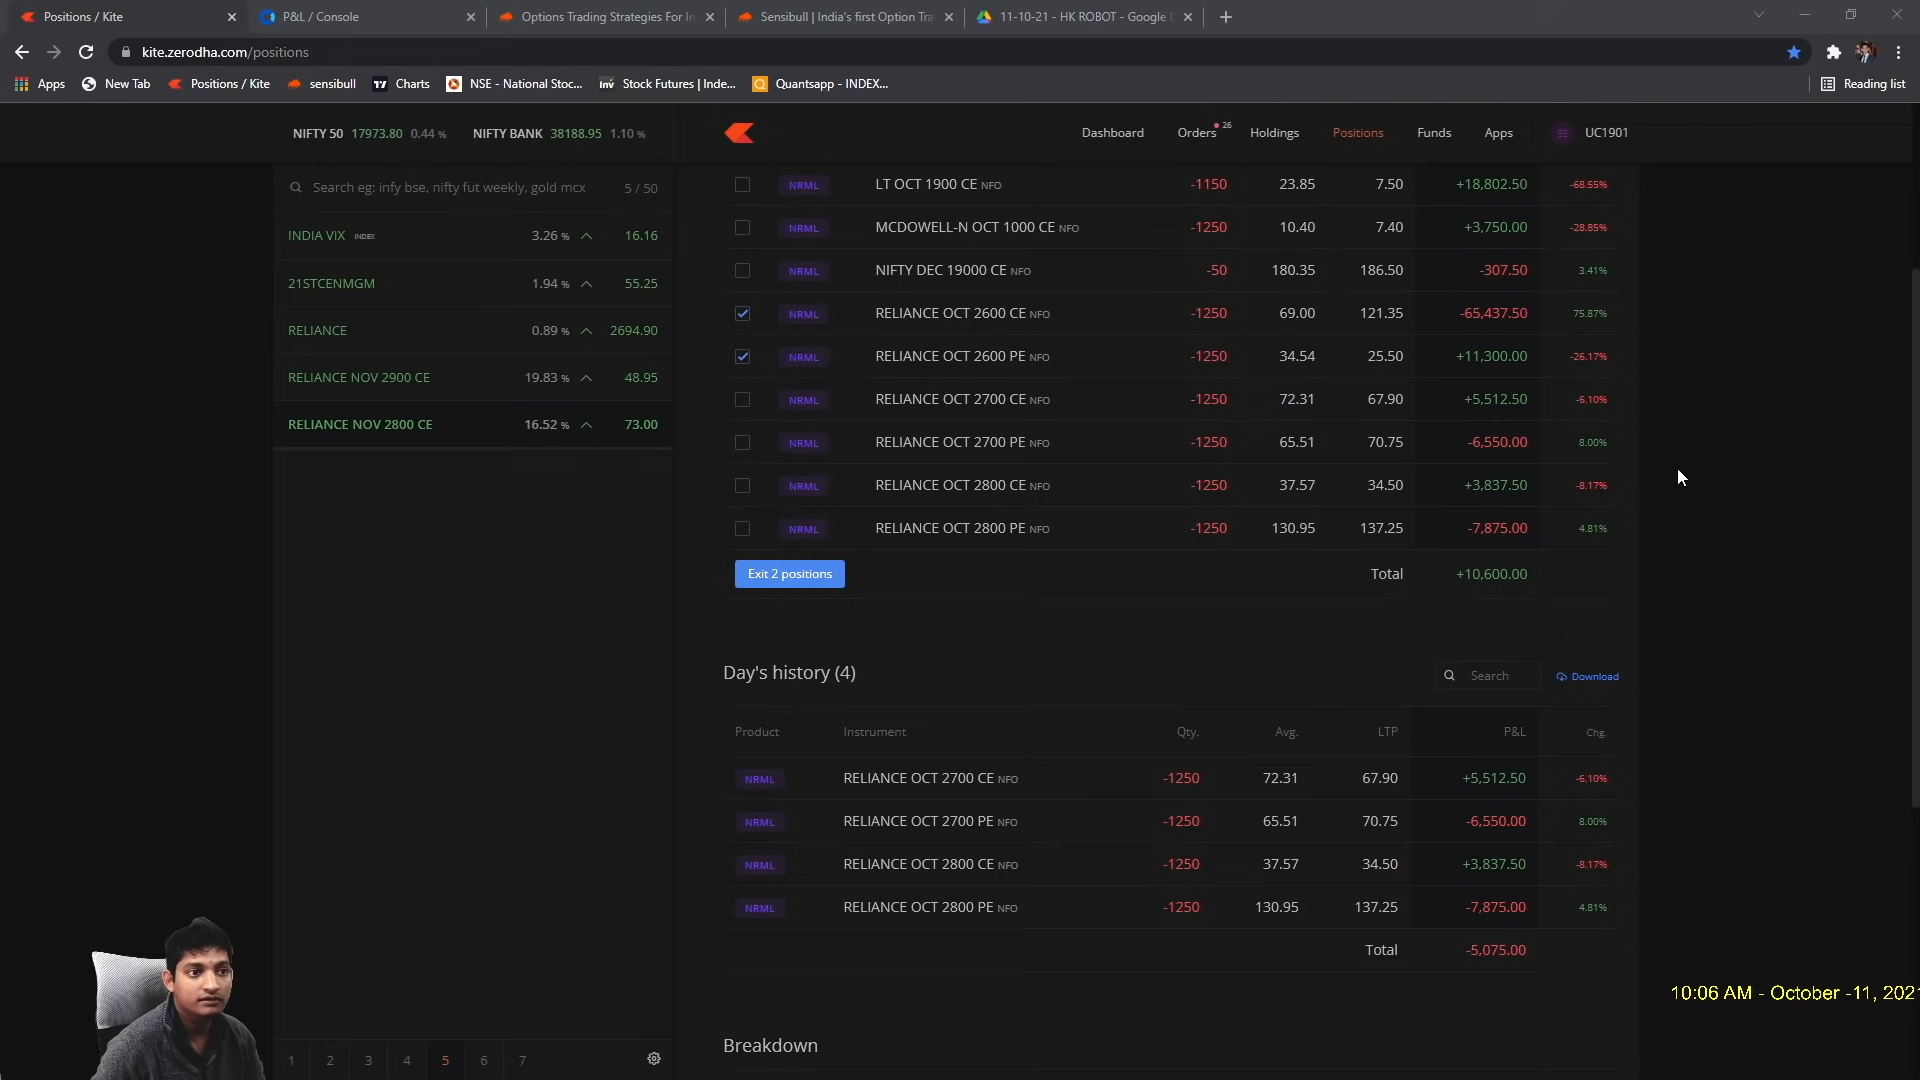 Positions / Kite
P&L / Console
Options Trading Strategies For In
Sensibull | India's first Option Tra
11-10-21 - HK ROBOT - Google D
kite.zerodha.com/positions
Apps New Tab Positions / Kite sensibull Charts NSE - National Stoc... Stock Futures | Inde... Quantsapp - INDEX... Reading list
NIFTY 50 17973.80 0.44 % NIFTY BANK 38188.95 1.10 %
Dashboard Orders 26 Holdings Positions Funds Apps UC1901
Search eg: infy bse, nifty fut weekly, gold mcx 5 / 50
INDIA VIX INDEX 3.26 % 16.16
21STCENMGM 1.94 % 55.25
RELIANCE 0.89 % 2694.90
RELIANCE NOV 2900 CE 19.83 % 48.95
RELIANCE NOV 2800 CE 16.52 % 73.00
1 2 3 4 5 6 7
NRML LT OCT 1900 CE NFO -1150 23.85 7.50 +18,802.50 -68.55%
NRML MCDOWELL-N OCT 1000 CE NFO -1250 10.40 7.40 +3,750.00 -28.85%
NRML NIFTY DEC 19000 CE NFO -50 180.35 186.50 -307.50 3.41%
NRML RELIANCE OCT 2600 CE NFO -1250 69.00 121.35 -65,437.50 75.87%
NRML RELIANCE OCT 2600 PE NFO -1250 34.54 25.50 +11,300.00 -26.17%
NRML RELIANCE OCT 2700 CE NFO -1250 72.31 67.90 +5,512.50 -6.10%
NRML RELIANCE OCT 2700 PE NFO -1250 65.51 70.75 -6,550.00 8.00%
NRML RELIANCE OCT 2800 CE NFO -1250 37.57 34.50 +3,837.50 -8.17%
NRML RELIANCE OCT 2800 PE NFO -1250 130.95 137.25 -7,875.00 4.81%
Exit 2 positions Total +10,600.00
Day's history (4) Search Download
Product Instrument Qty. Avg. LTP P&L Chg.
NRML RELIANCE OCT 2700 CE NFO -1250 72.31 67.90 +5,512.50 -6.10%
NRML RELIANCE OCT 2700 PE NFO -1250 65.51 70.75 -6,550.00 8.00%
NRML RELIANCE OCT 2800 CE NFO -1250 37.57 34.50 +3,837.50 -8.17%
NRML RELIANCE OCT 2800 PE NFO -1250 130.95 137.25 -7,875.00 4.81%
Total -5,075.00
10:06 AM - October -11, 2021
Breakdown